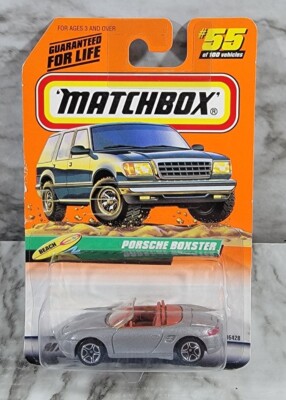 FOR AGES 3 AND OVER
GUARANTEED
FOR LIFE
#55
of 100 vehicles
MATCHBOX®
PORSCHE BOXSTER
BEACH